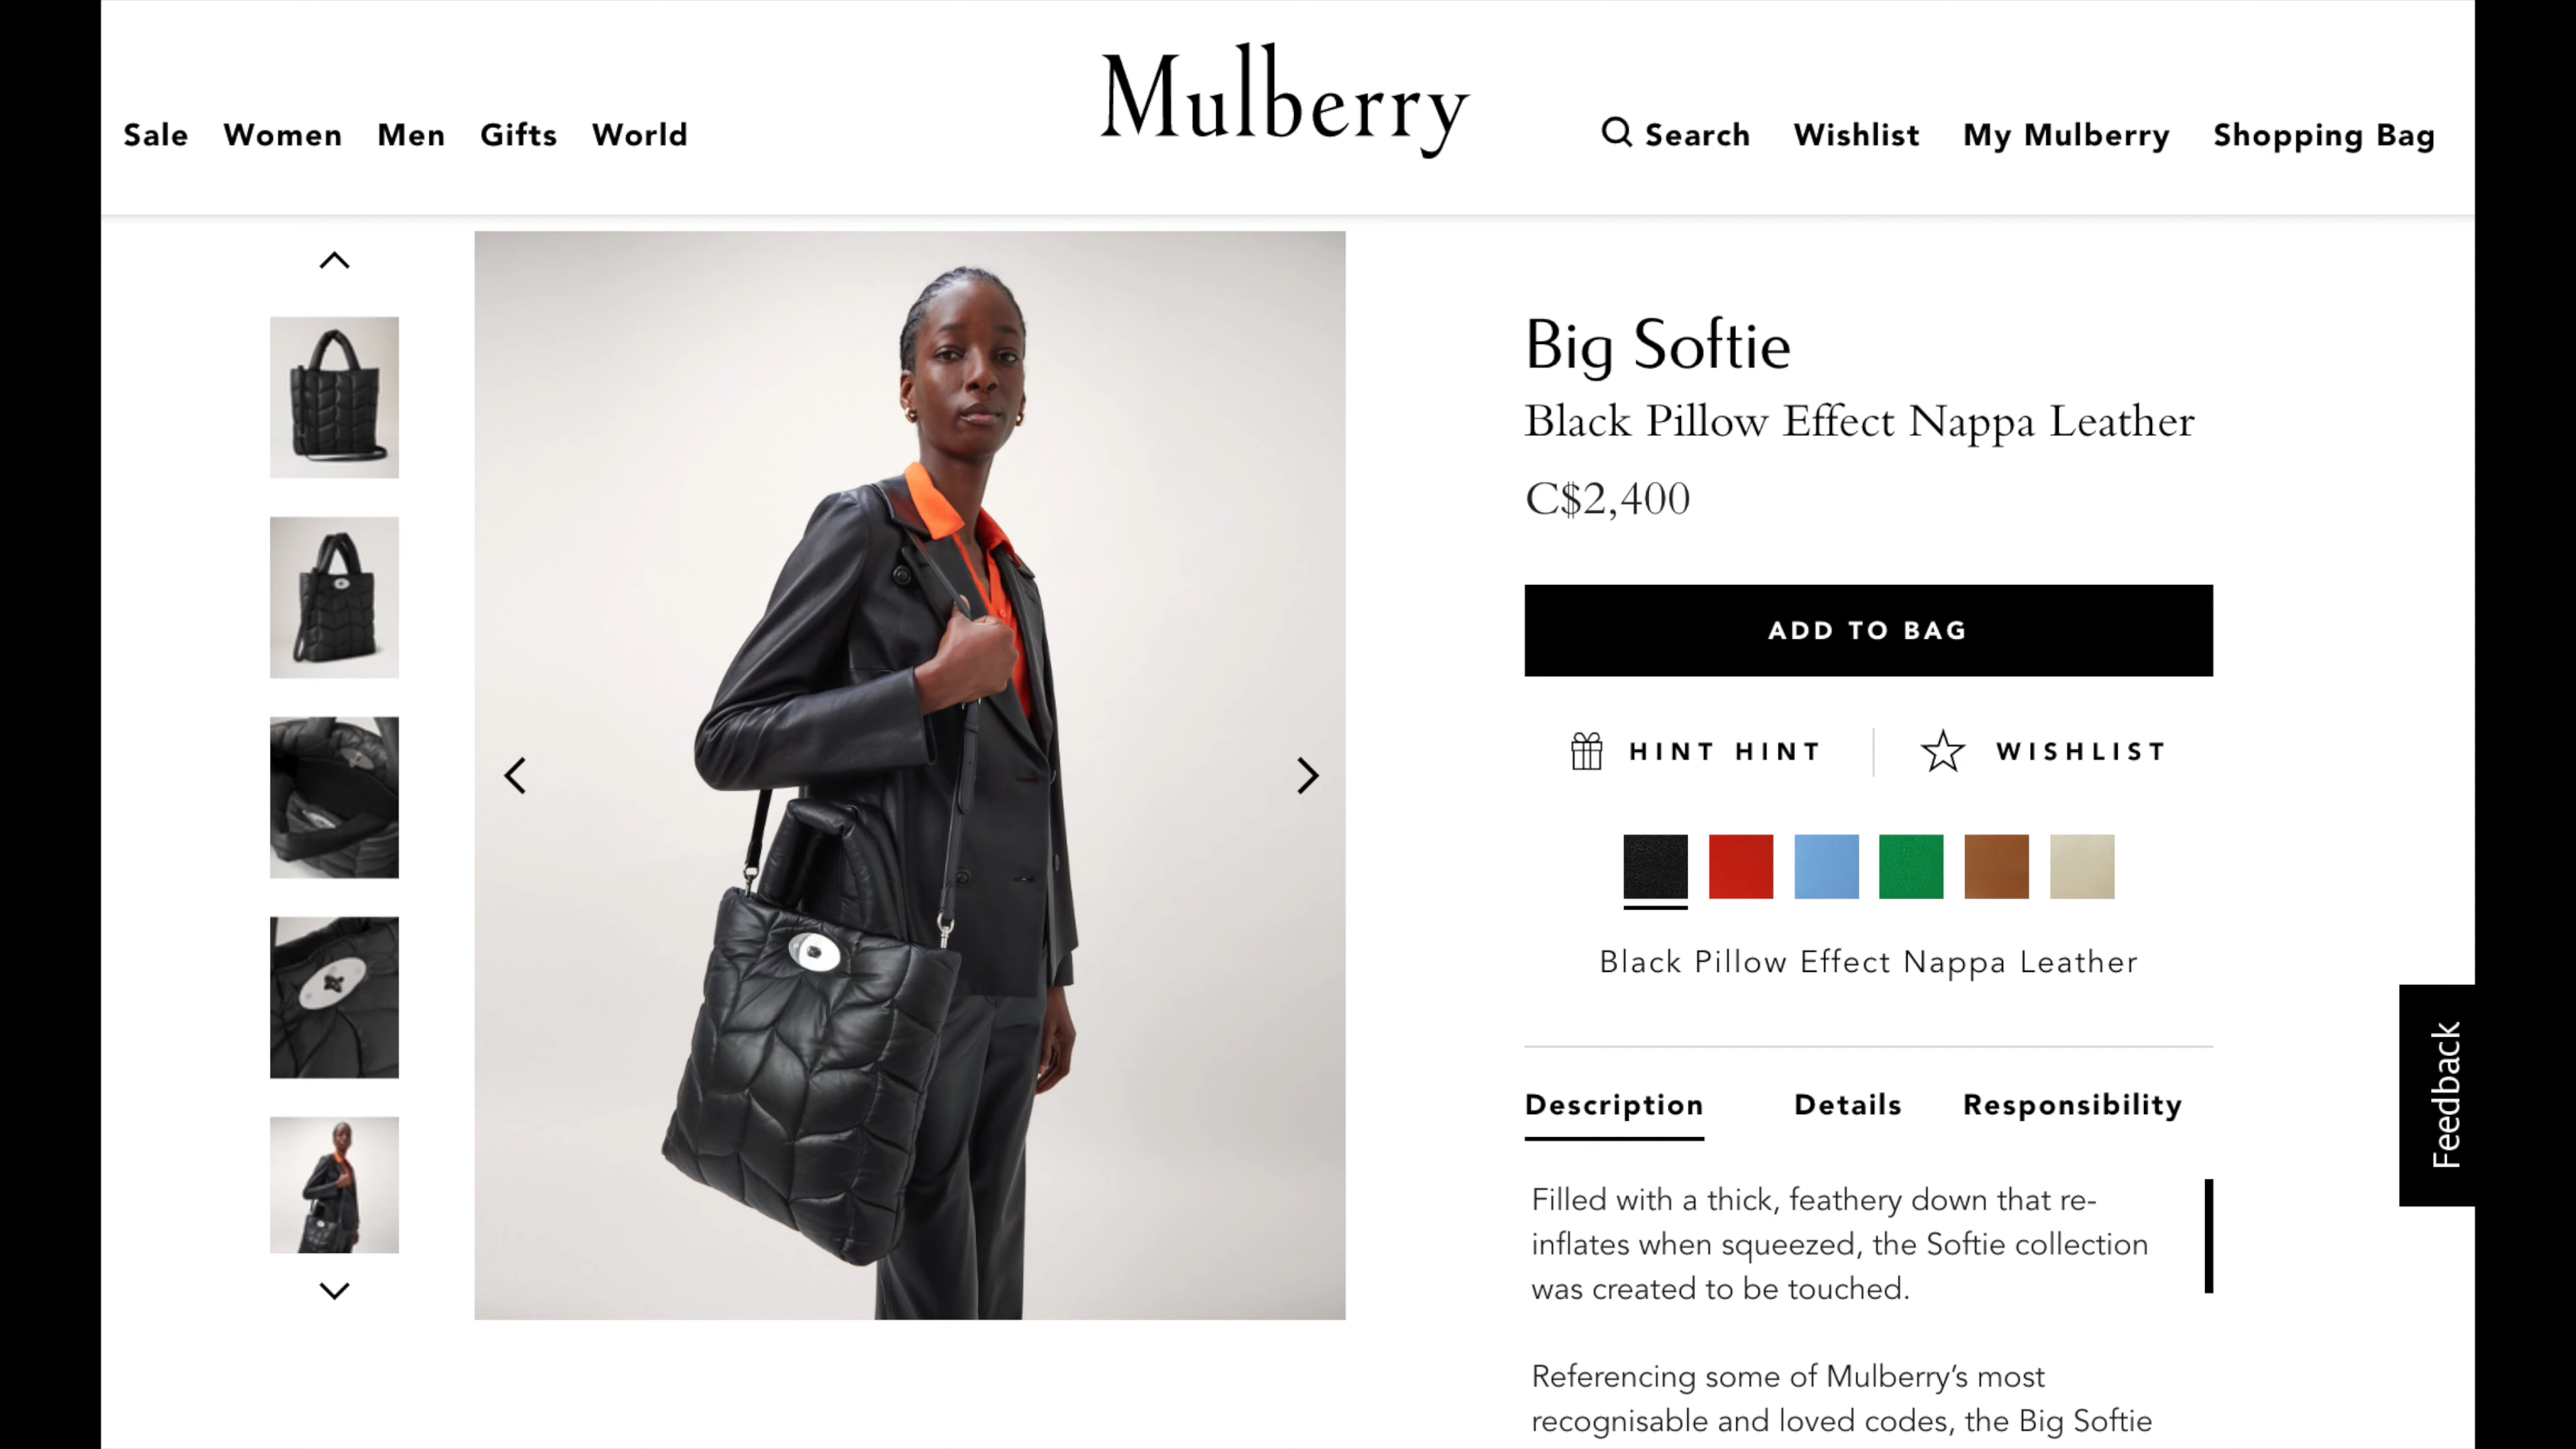 Mulberry
Sale Women Men Gifts World
Search Wishlist My Mulberry Shopping Bag
Big Softie
Black Pillow Effect Nappa Leather
C$2,400
ADD TO BAG
HINT HINT WISHLIST
Black Pillow Effect Nappa Leather
Description Details Responsibility
Filled with a thick, feathery down that re-
inflates when squeezed, the Softie collection
was created to be touched.
Referencing some of Mulberry's most
recognisable and loved codes, the Big Softie
Feedback